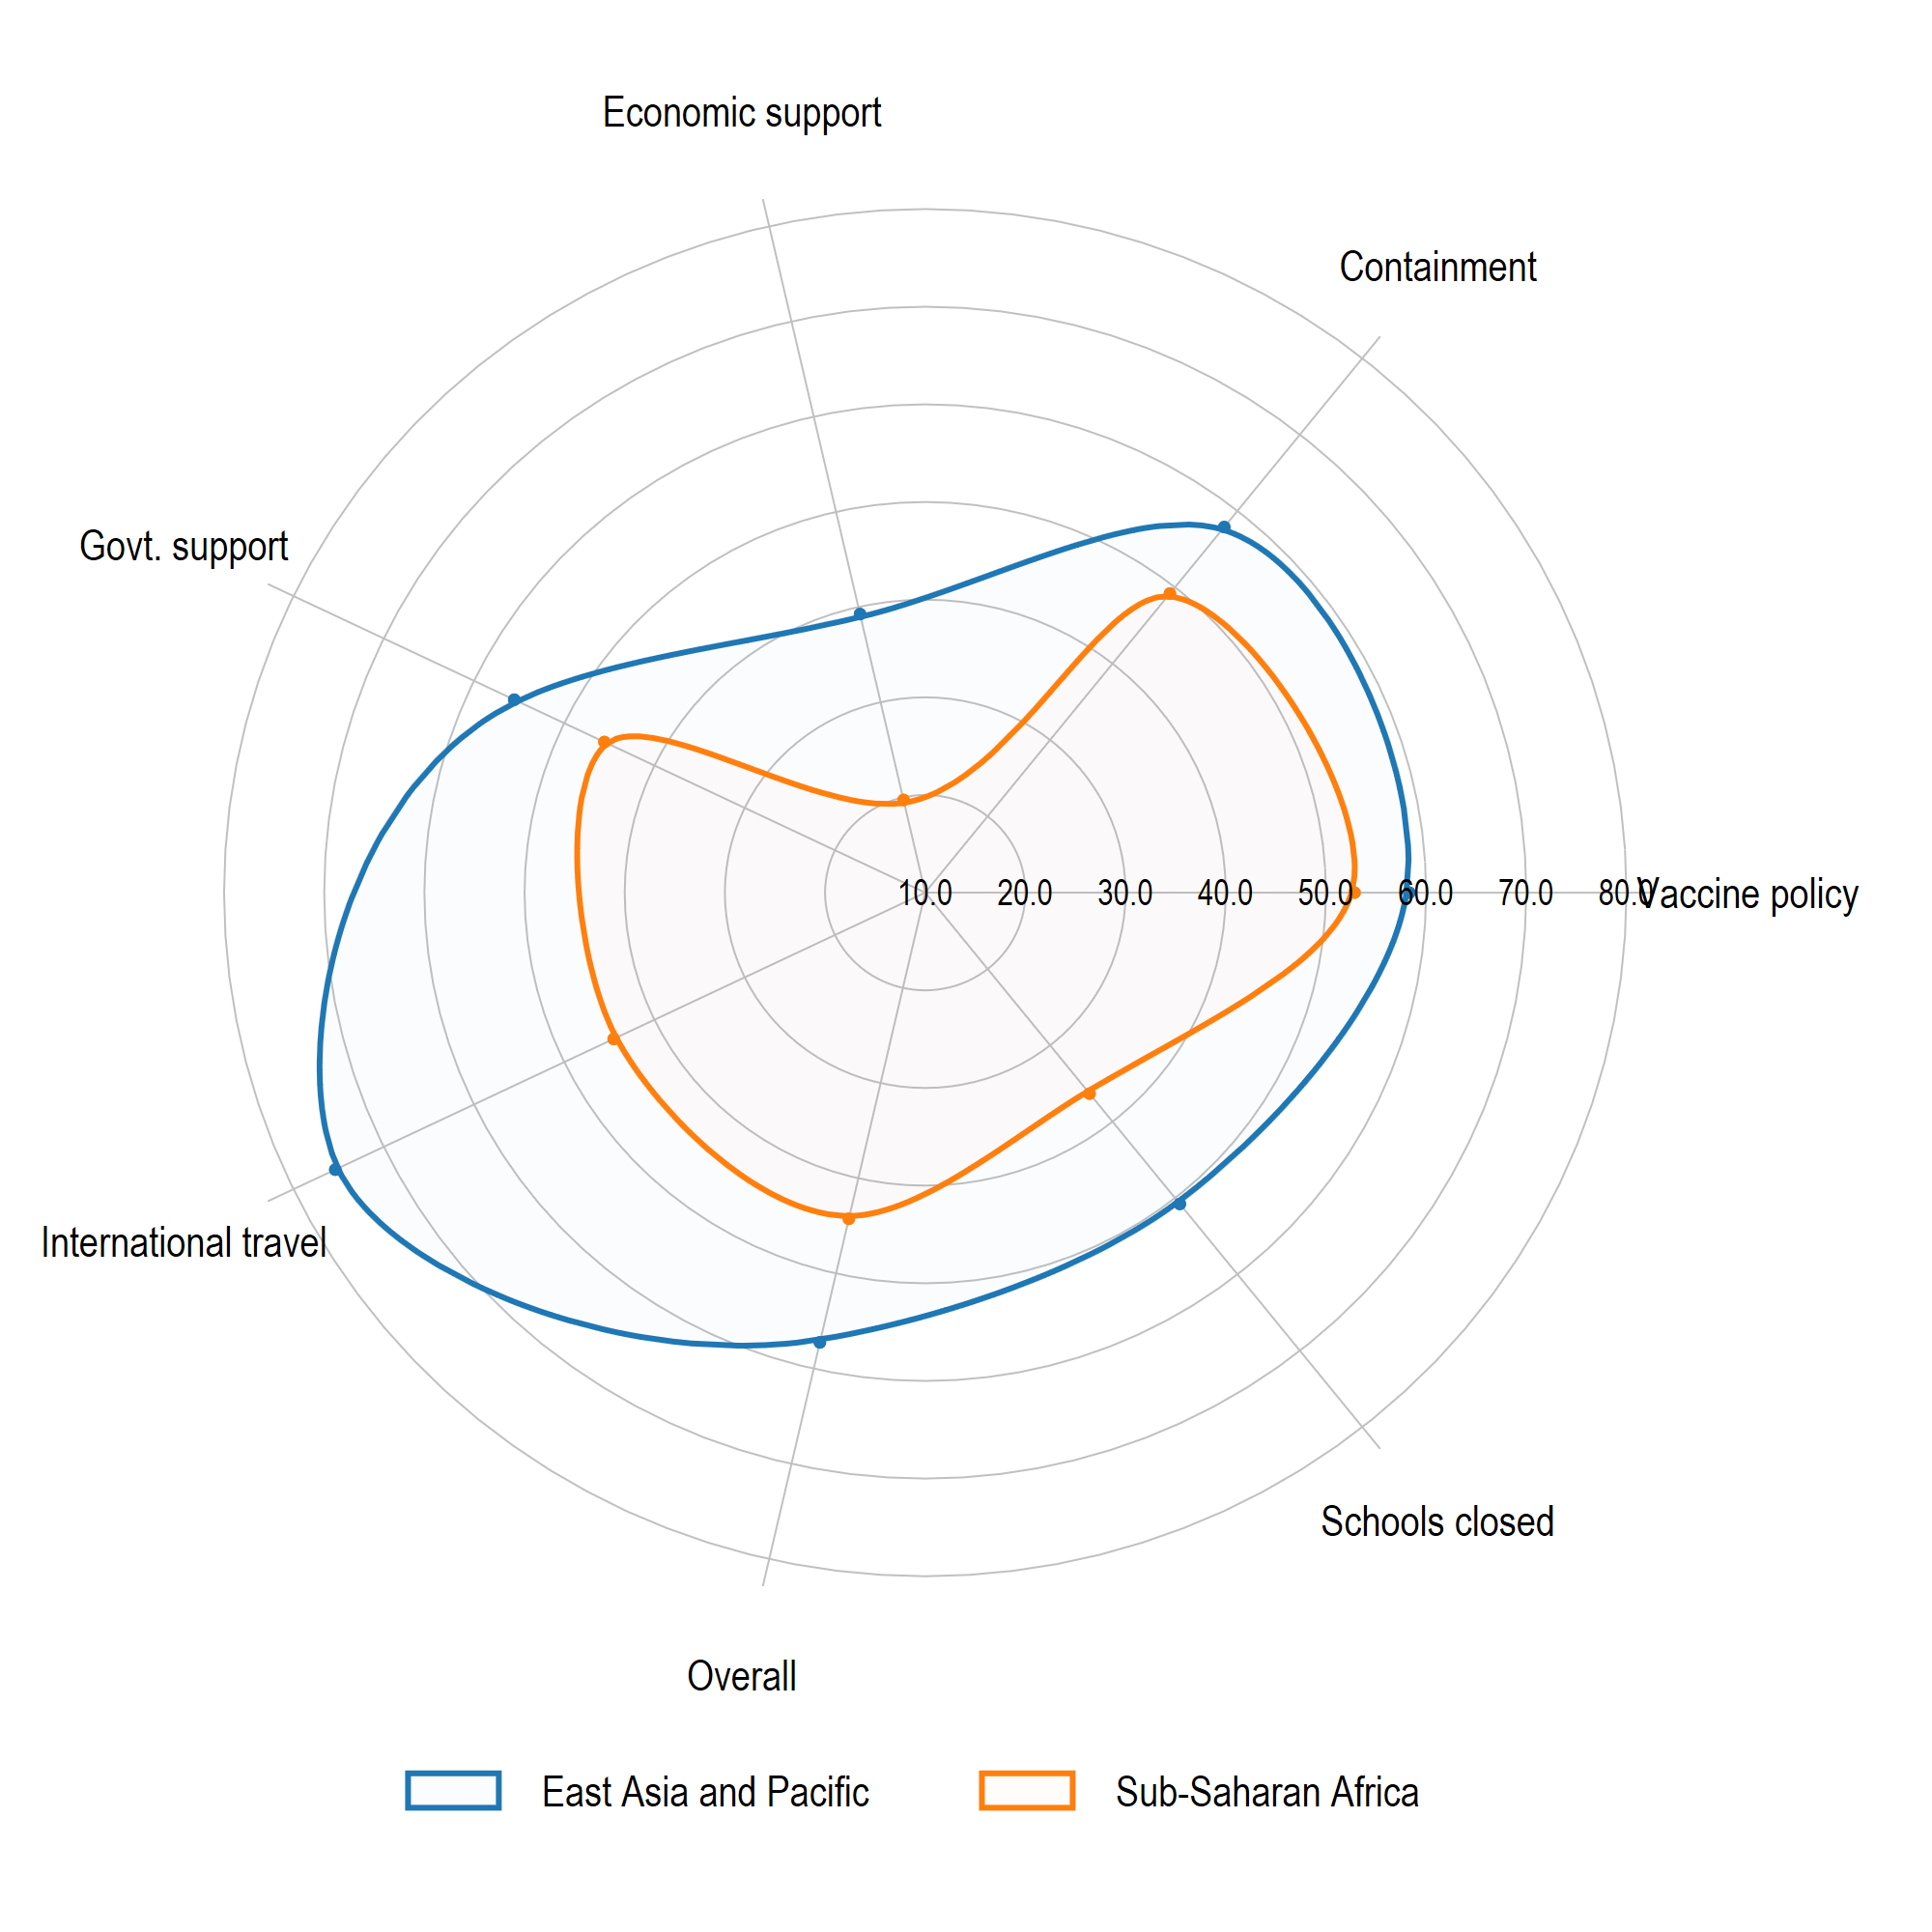 Economic support
Containment
Govt. support
10.0 20.0 30.0 40.0 50.0 60.0 70.0 80.0
Vaccine policy
International travel
Schools closed
Overall
East Asia and Pacific
Sub-Saharan Africa